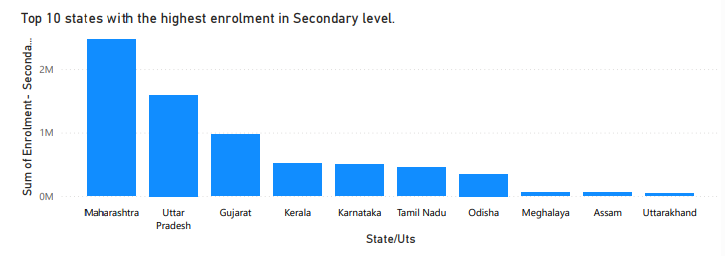 Top 10 states with the highest enrolment in Secondary level.
Sum of Enrolment- Seconda...
2M
1M
0M
Maharashtra
Uttar
Pradesh
Gujarat
Kerala
Karnataka
Tamil Nadu
Odisha
Meghalaya
Assam
Uttarakhand
State/Uts